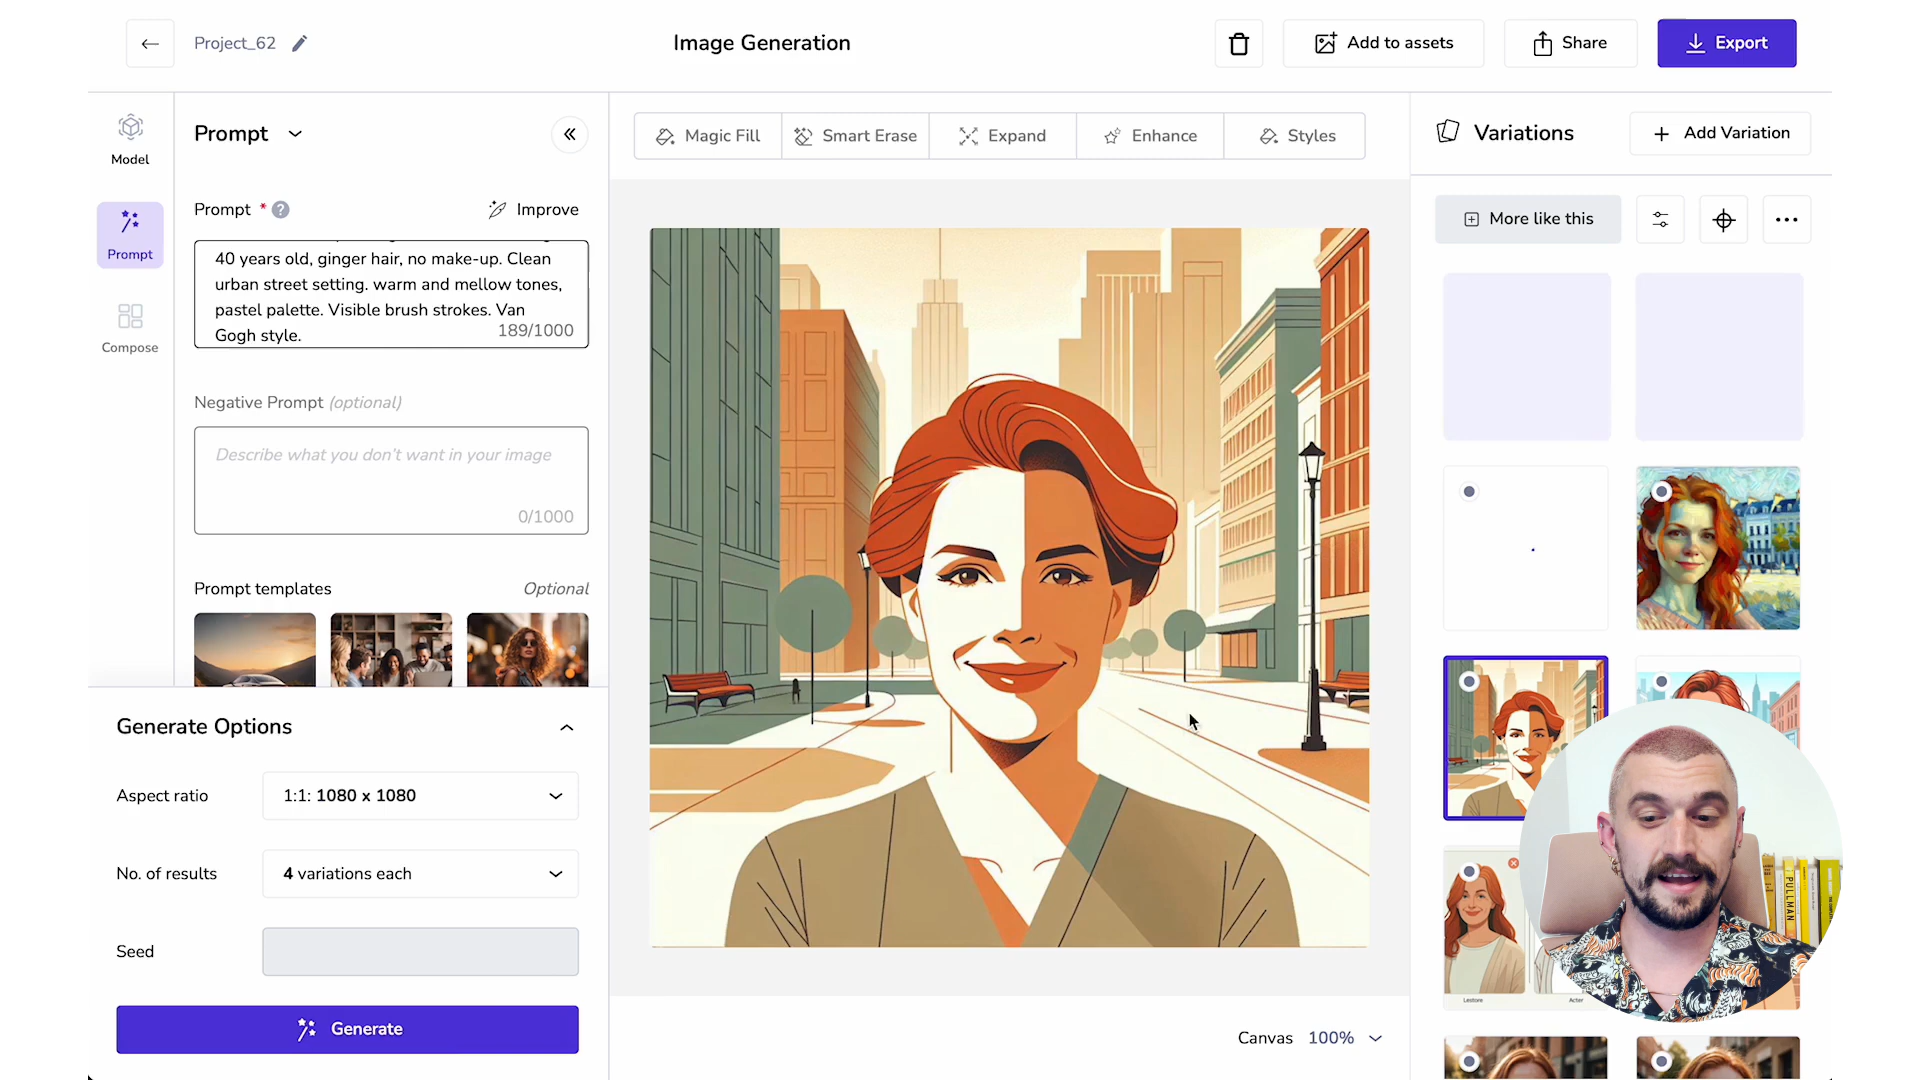 Project_62
Image Generation
Add to assets
Share
Export
Model
Prompt
Compose
Prompt
Prompt * ?
Improve
40 years old, ginger hair, no make-up. Clean
urban street setting. warm and mellow tones,
pastel palette. Visible brush strokes. Van
Gogh style.
189/1000
Negative Prompt (optional)
Describe what you don't want in your image
0/1000
Prompt templates
Optional
Generate Options
Aspect ratio
1:1: 1080 x 1080
No. of results
4 variations each
Seed
Generate
Magic Fill
Smart Erase
Expand
Enhance
Styles
Canvas 100%
Variations
Add Variation
More like this
Lestore
Acter
PULLMAN